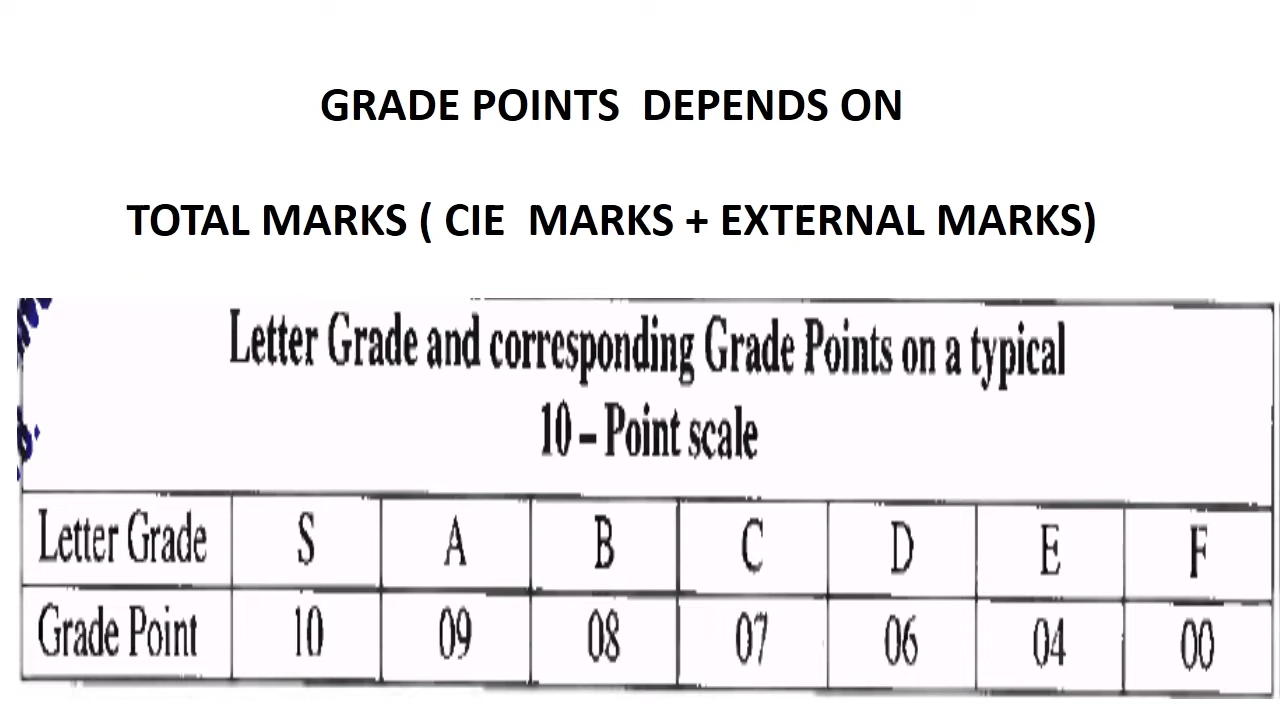 GRADE POINTS DEPENDS ON
TOTAL MARKS ( CIE MARKS + EXTERNAL MARKS)
Letter Grade and corresponding Grade Points on a typical
10 – Point scale
Letter Grade S A B C D E F
Grade Point 10 09 08 07 06 04 00